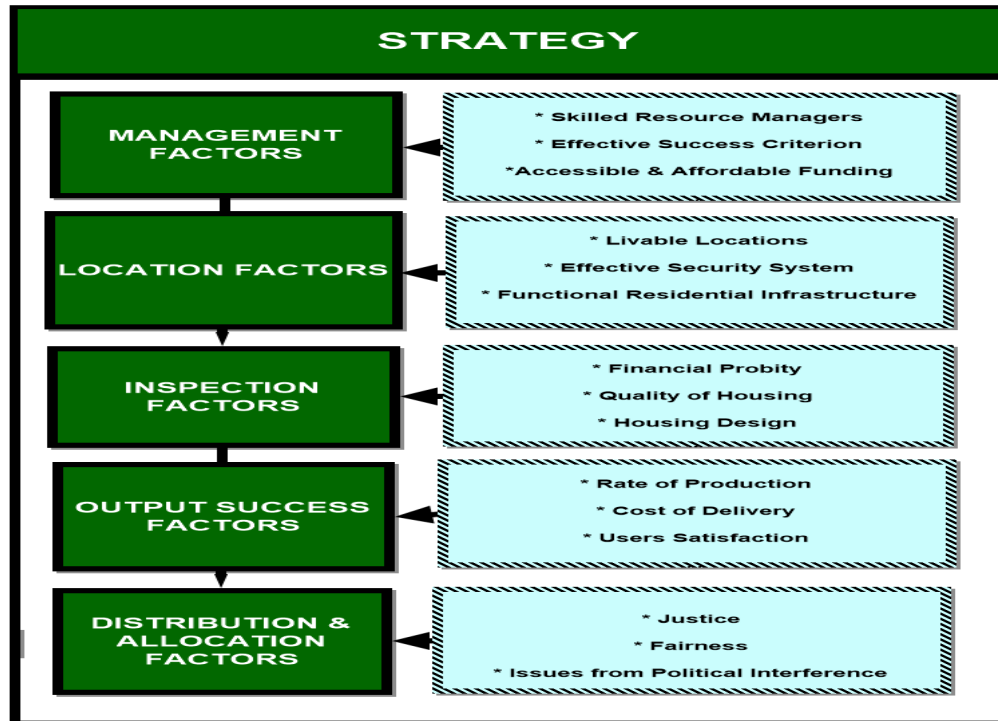 STRATEGY
MANAGEMENT
FACTORS
* Skilled Resource Managers
* Effective Success Criterion
*Accessible & Affordable Funding
LOCATION FACTORS
* Livable Locations
* Effective Security System
* Functional Residential Infrastructure
INSPECTION
FACTORS
* Financial Probity
* Quality of Housing
* Housing Design
OUTPUT SUCCESS
FACTORS
* Rate of Production
* Cost of Delivery
* Users Satisfaction
DISTRIBUTION &
ALLOCATION
FACTORS
* Justice
* Fairness
* Issues from Political Interference